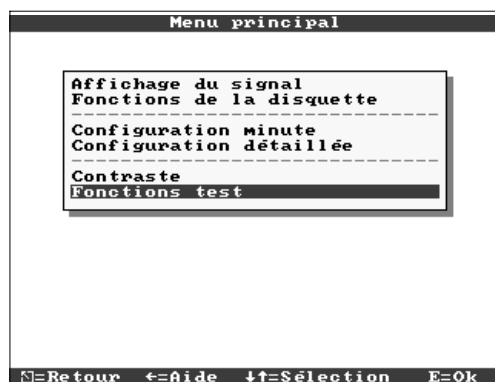 Menu principal
Affichage du signal
Fonctions de la disquette
Configuration minute
Configuration détaillée
Contraste
Fonctions test
=Retour ←=Aide ↓↑=Sélection E=Ok